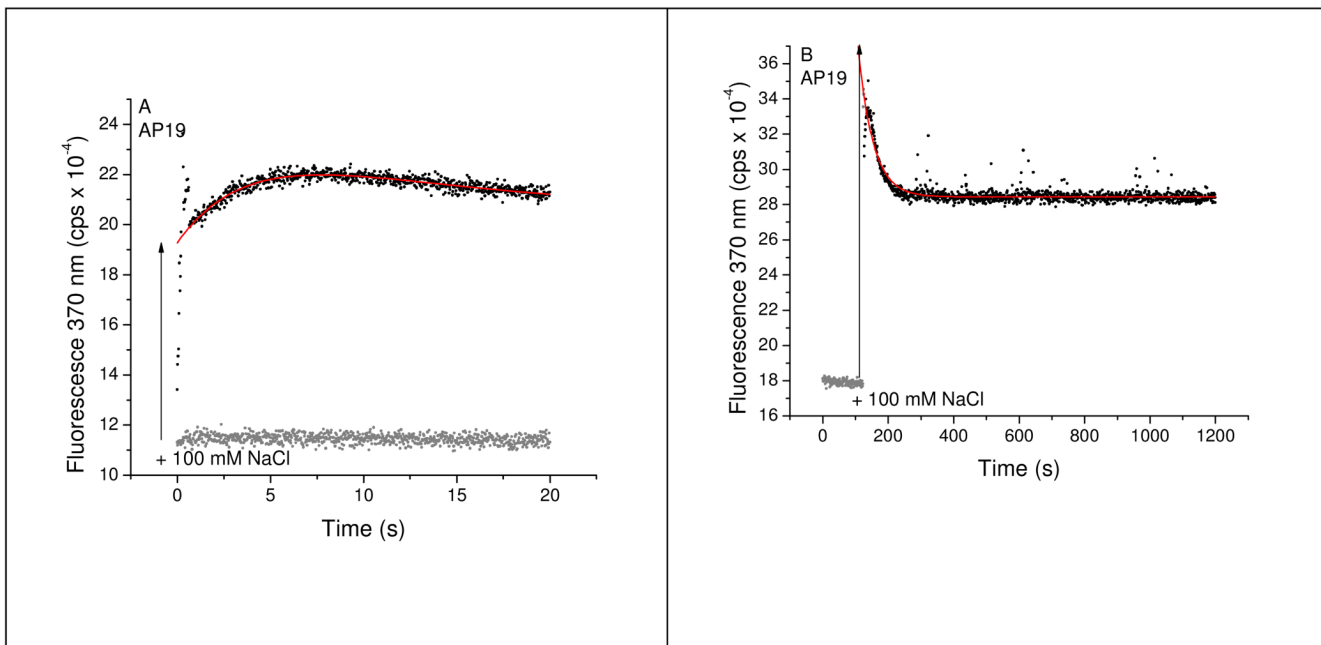 A
AP19
24
22
20
18
16
14
12
10
Fluorescesce 370 nm (cps x 10-4)
+ 100 mM NaCl
0 5 10 15 20
Time (s)
B
AP19
36
34
32
30
28
26
24
22
20
18
16
Fluorescence 370 nm (cps x 10-4)
+ 100 mM NaCl
0 200 400 600 800 1000 1200
Time (s)